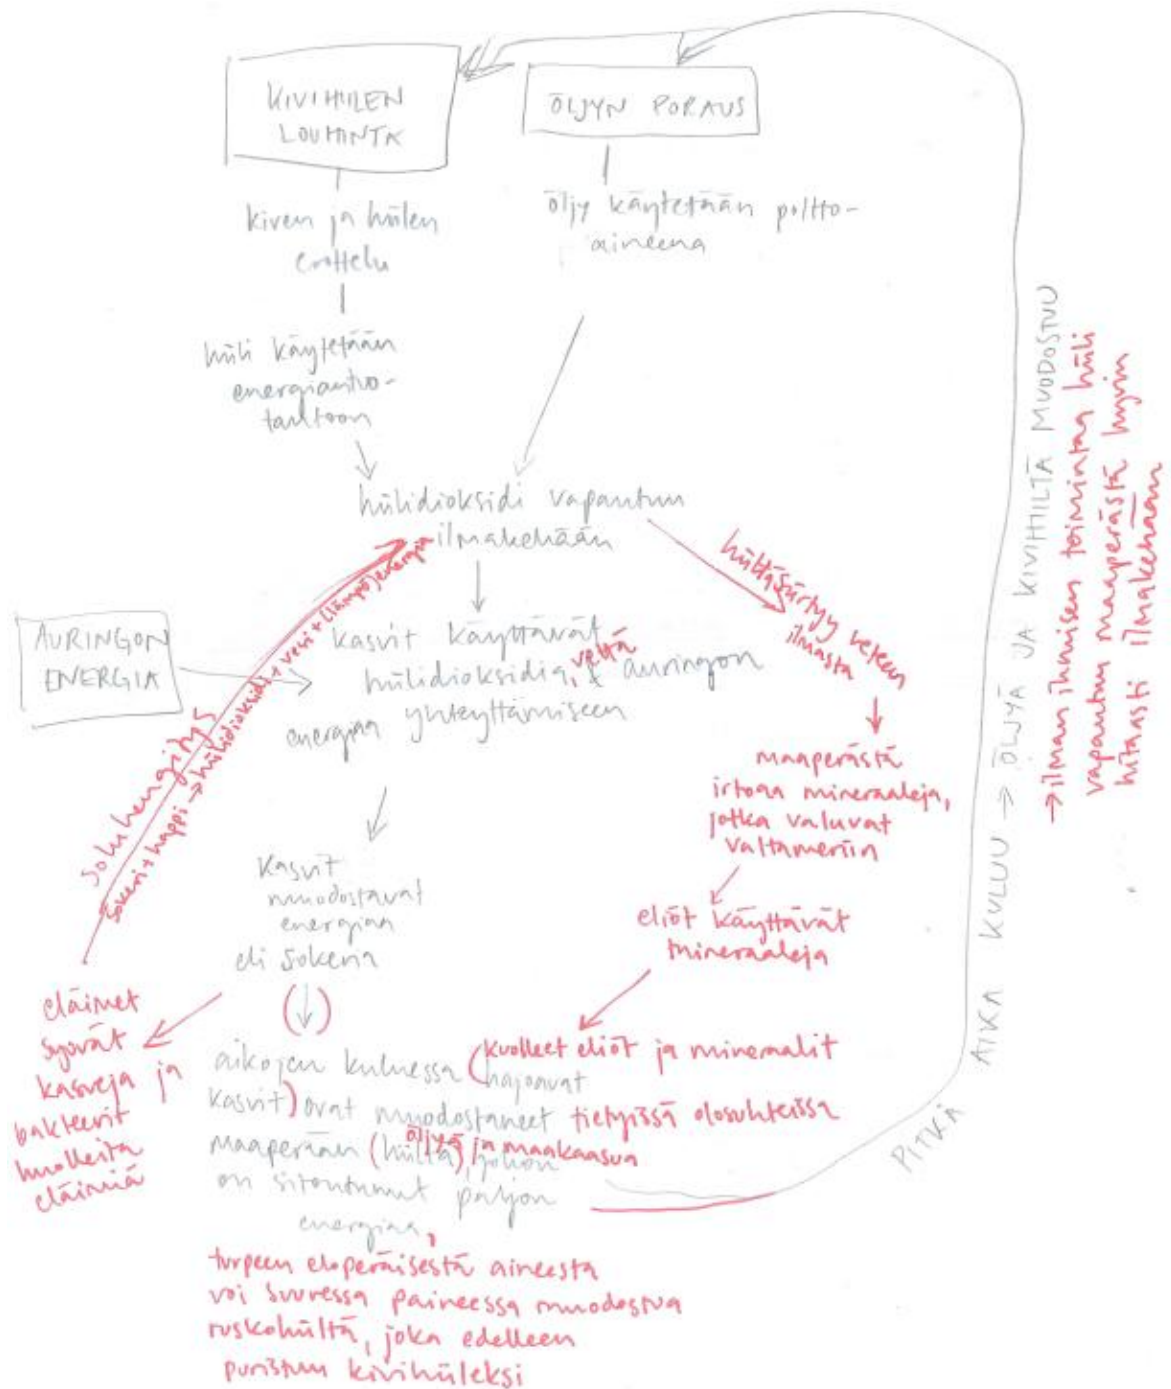 KIVIHIILEN
LOUHINTA
ÖLJYN PORAUS
kiven ja hiilen
erottelu
öljy käytetään poltto-
aineena
hiili käytetään
energiantuo-
tantoon
hiilidioksidi vapautuu
ilmakehään
AURINGON
ENERGIA
kasvit käyttävät
hiilidioksidia, vettä & auringon
energiaa yhteyttämiseen
soluhengitys
sokeri + happi → hiilidioksidi + vesi + (lämpö)energia
hiiltä siirtyy veteen
ilmasta
maaperästä
irtoaa mineraaleja,
jotka valuvat
valtameriin
kasvit
muodostavat
energiaa
eli sokeria
eliöt käyttävät
mineraaleja
(↓)
eläimet
syövät
kasveja ja
bakteerit
kuolleita
eläimiä
aikojen kuluessa (kuolleet eliöt ja mineraalit
hajoavat
kasvit) ovat muodostaneet tietyissä olosuhteissa
maaperään (hiiltä) öljyä ja maakaasua, johon
on sitoutunut paljon
energiaa,
turpeen eloperäisestä aineesta
voi suuressa paineessa muodostua
ruskohiiltä, joka edelleen
puristuu kivihiileksi
PITKÄ AIKA KULUU → ÖLJYÄ JA KIVIHIILTÄ MUODOSTUU
→ ilman ihmisen toimintaa hiili
vapautuu maaperästä hyvin
hitaasti ilmakehään